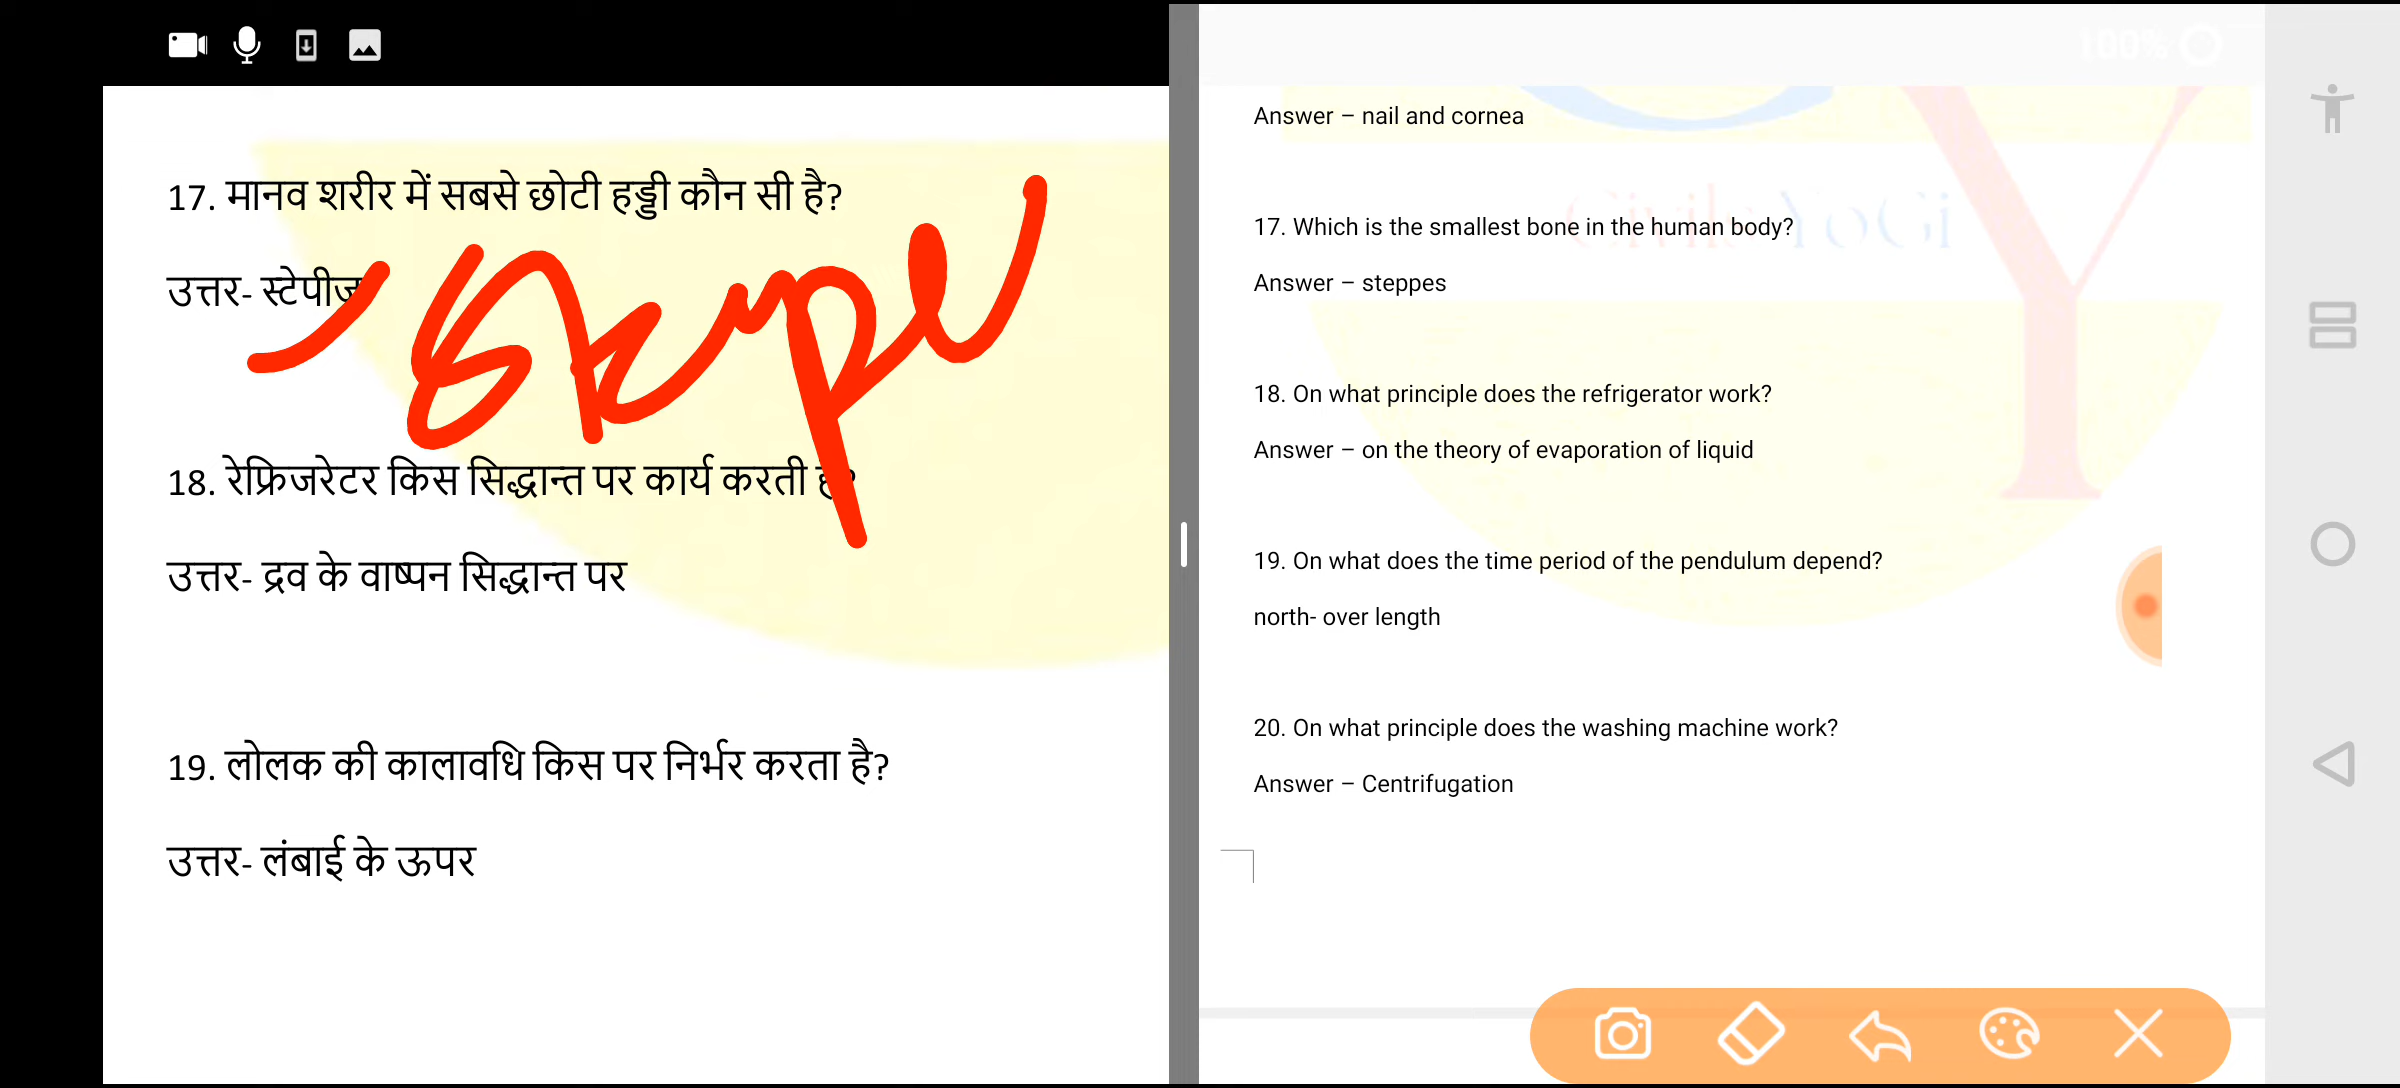 17. मानव शरीर में सबसे छोटी हड्डी कौन सी है?
उत्तर- स्टेपीज
18. रेफ्रिजरेटर किस सिद्धान्त पर कार्य करती है?
उत्तर- द्रव के वाष्पन सिद्धान्त पर
19. लोलक की कालावधि किस पर निर्भर करता है?
उत्तर- लंबाई के ऊपर
100%
Answer – nail and cornea
Civils YoGi
17. Which is the smallest bone in the human body?
Answer – steppes
18. On what principle does the refrigerator work?
Answer – on the theory of evaporation of liquid
19. On what does the time period of the pendulum depend?
north- over length
20. On what principle does the washing machine work?
Answer – Centrifugation